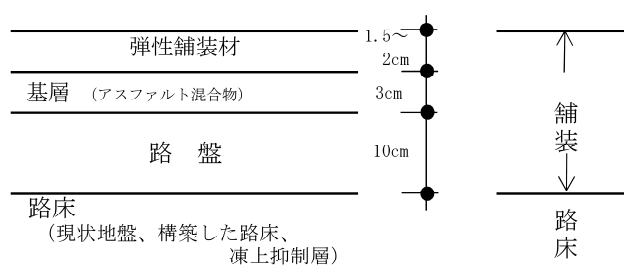 弾性舗装材
1.5～
2cm
基層 （アスファルト混合物）
3cm
路 盤
10cm
舗装
路床
（現状地盤、構築した路床、
凍上抑制層）
路床